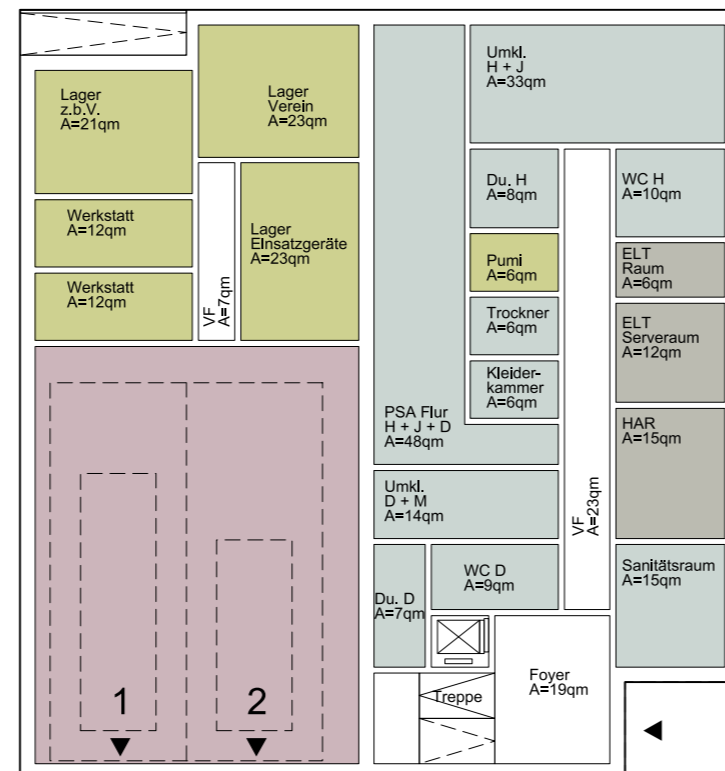 Lager
z.b.V.
A=21qm
Lager
Verein
A=23qm
Werkstatt
A=12qm
Werkstatt
A=12qm
VF
A=7qm
Lager
EInsatzgeräte
A=23qm
1
2
Umkl.
H + J
A=33qm
Du. H
A=8qm
WC H
A=10qm
Pumi
A=6qm
ELT
Raum
A=6qm
Trockner
A=6qm
ELT
Serveraum
A=12qm
Kleider-
kammer
A=6qm
PSA Flur
H + J + D
A=48qm
HAR
A=15qm
Umkl.
D + M
A=14qm
VF
A=23qm
WC D
A=9qm
Du. D
A=7qm
Sanitätsraum
A=15qm
Treppe
Foyer
A=19qm